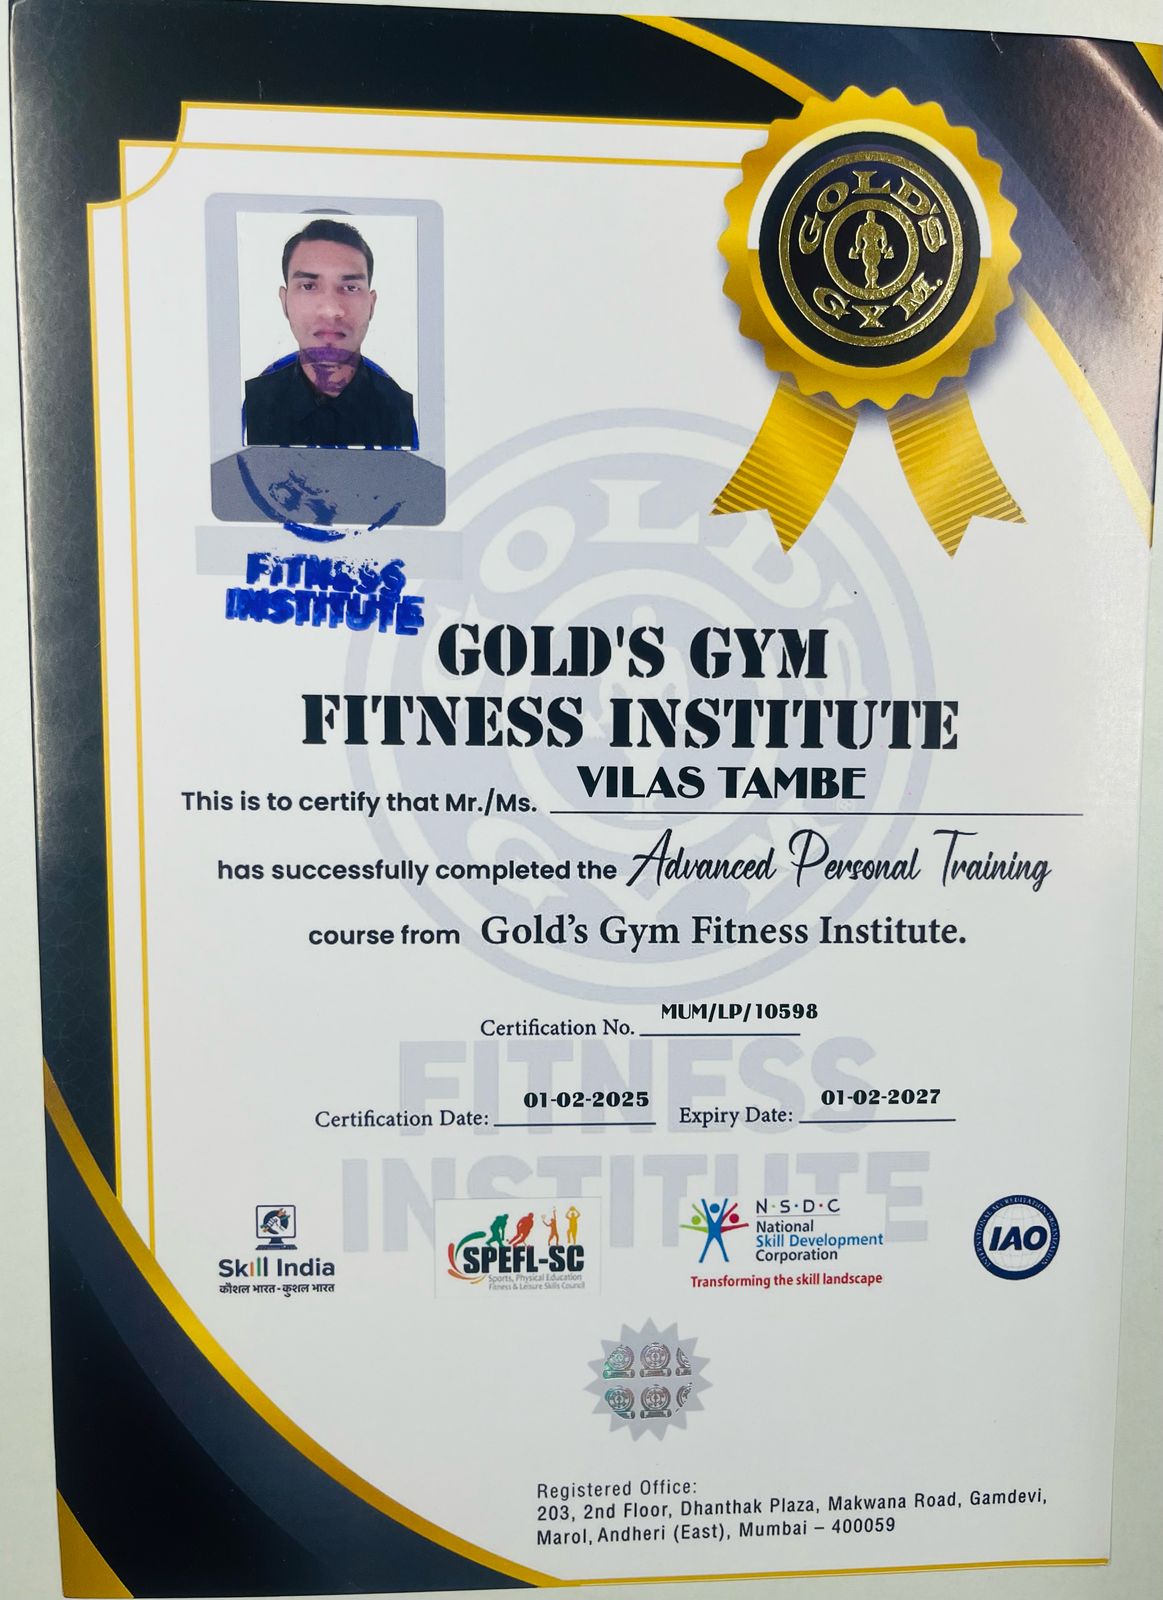 GOLD'S
GYM.
FITNESS
INSTITUTE
GOLD'S GYM
FITNESS INSTITUTE
This is to certify that Mr./Ms. VILAS TAMBE
has successfully completed the Advanced Personal Training
course from Gold's Gym Fitness Institute.
Certification No. MUM/LP/10598
Certification Date: 01-02-2025 Expiry Date: 01-02-2027
FITNESS
INSTITUTE
Skill India
कौशल भारत - कुशल भारत
SPEFL-SC
Sports, Physical Education
Fitness & Leisure Skills Council
N·S·D·C
National
Skill Development
Corporation
Transforming the skill landscape
INTERNATIONAL ACCREDITATION ORGANIZATION
IAO
Registered Office:
203, 2nd Floor, Dhanthak Plaza, Makwana Road, Gamdevi,
Marol, Andheri (East), Mumbai – 400059